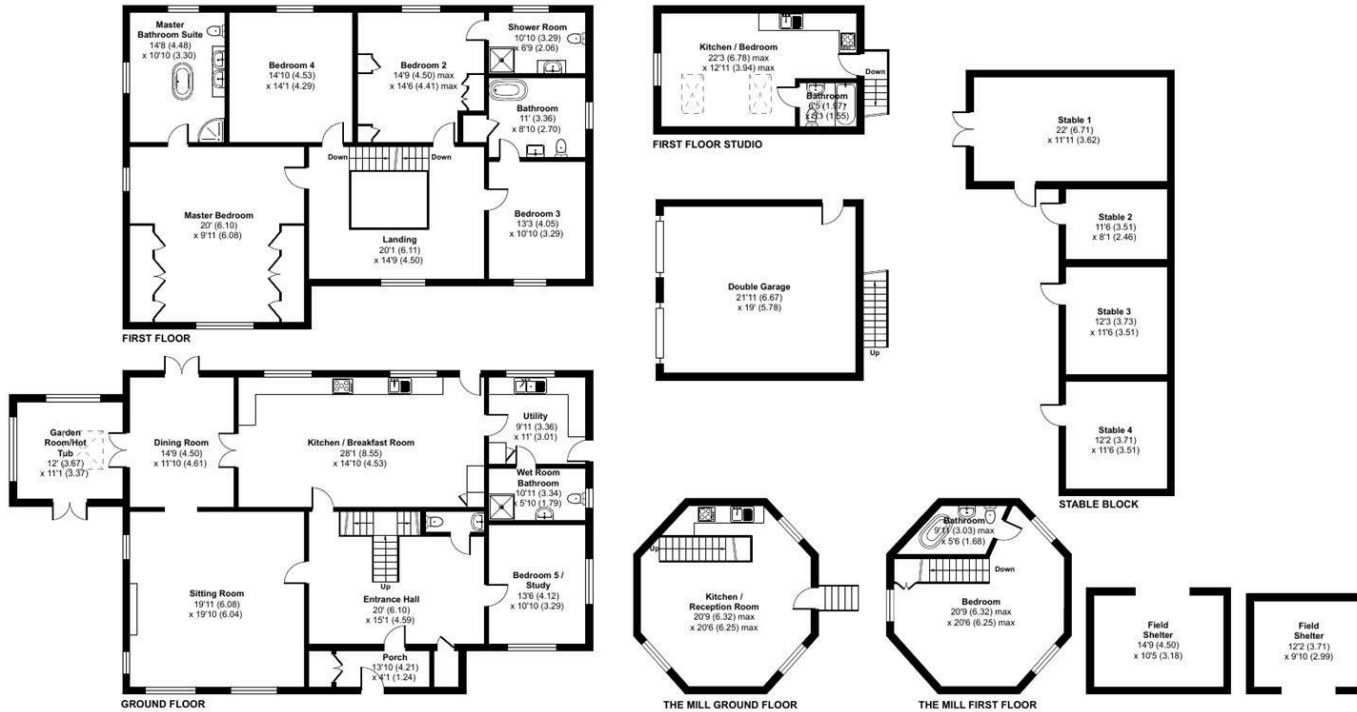 Master
Bathroom Suite
14'8 (4.48)
x 10'10 (3.30)
Bedroom 4
14'10 (4.53)
x 14'1 (4.29)
Bedroom 2
14'9 (4.50) max
x 14'6 (4.41) max
Shower Room
10'10 (3.29)
x 6'9 (2.06)
Bathroom
11' (3.36)
x 8'10 (2.70)
Down
Down
Master Bedroom
20' (6.10)
x 9'11 (6.08)
Landing
20'1 (6.11)
x 14'9 (4.50)
Bedroom 3
13'3 (4.05)
x 10'10 (3.29)
FIRST FLOOR
Kitchen / Bedroom
22'3 (6.78) max
x 12'11 (3.94) max
Down
Bathroom
6'5 (1.97)
x 5'1 (1.55)
FIRST FLOOR STUDIO
Double Garage
21'11 (6.67)
x 19' (5.78)
Up
Stable 1
22' (6.71)
x 11'11 (3.62)
Stable 2
11'6 (3.51)
x 8'1 (2.46)
Stable 3
12'3 (3.73)
x 11'6 (3.51)
Stable 4
12'2 (3.71)
x 11'6 (3.51)
STABLE BLOCK
Garden
Room/Hot
Tub
12' (3.67)
x 11'1 (3.37)
Dining Room
14'9 (4.50)
x 11'10 (4.61)
Kitchen / Breakfast Room
28'1 (8.55)
x 14'10 (4.53)
Utility
9'11 (3.36)
x 11' (3.01)
Wet Room
Bathroom
10'11 (3.34)
x 5'10 (1.79)
Sitting Room
19'11 (6.08)
x 19'10 (6.04)
Up
Entrance Hall
20' (6.10)
x 15'1 (4.59)
Bedroom 5 /
Study
13'6 (4.12)
x 10'10 (3.29)
Porch
13'10 (4.21)
x 4'1 (1.24)
GROUND FLOOR
Up
Kitchen /
Reception Room
20'9 (6.32) max
x 20'6 (6.25) max
THE MILL GROUND FLOOR
Bathroom
9'11 (3.03) max
x 5'6 (1.68)
Down
Bedroom
20'9 (6.32) max
x 20'6 (6.25) max
THE MILL FIRST FLOOR
Field
Shelter
14'9 (4.50)
x 10'5 (3.18)
Field
Shelter
12'2 (3.71)
x 9'10 (2.99)